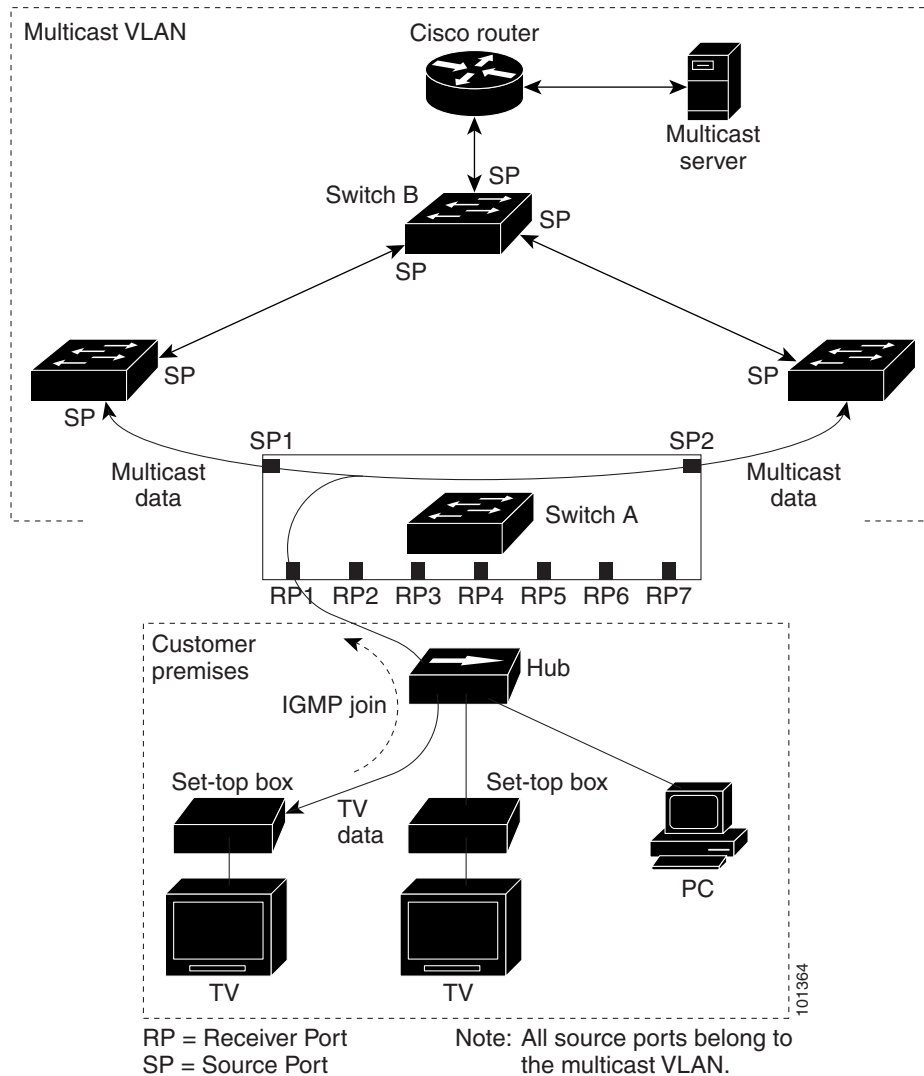 Multicast VLAN
Cisco router
Multicast
server
SP
Switch B
SP
SP
SP
SP
SP
SP1
SP2
Multicast
data
Multicast
data
Switch A
RP1
RP2
RP3
RP4
RP5
RP6
RP7
Customer
premises
Hub
IGMP join
Set-top box
Set-top box
TV
data
PC
TV
TV
101364
RP = Receiver Port
SP = Source Port
Note: All source ports belong to
the multicast VLAN.